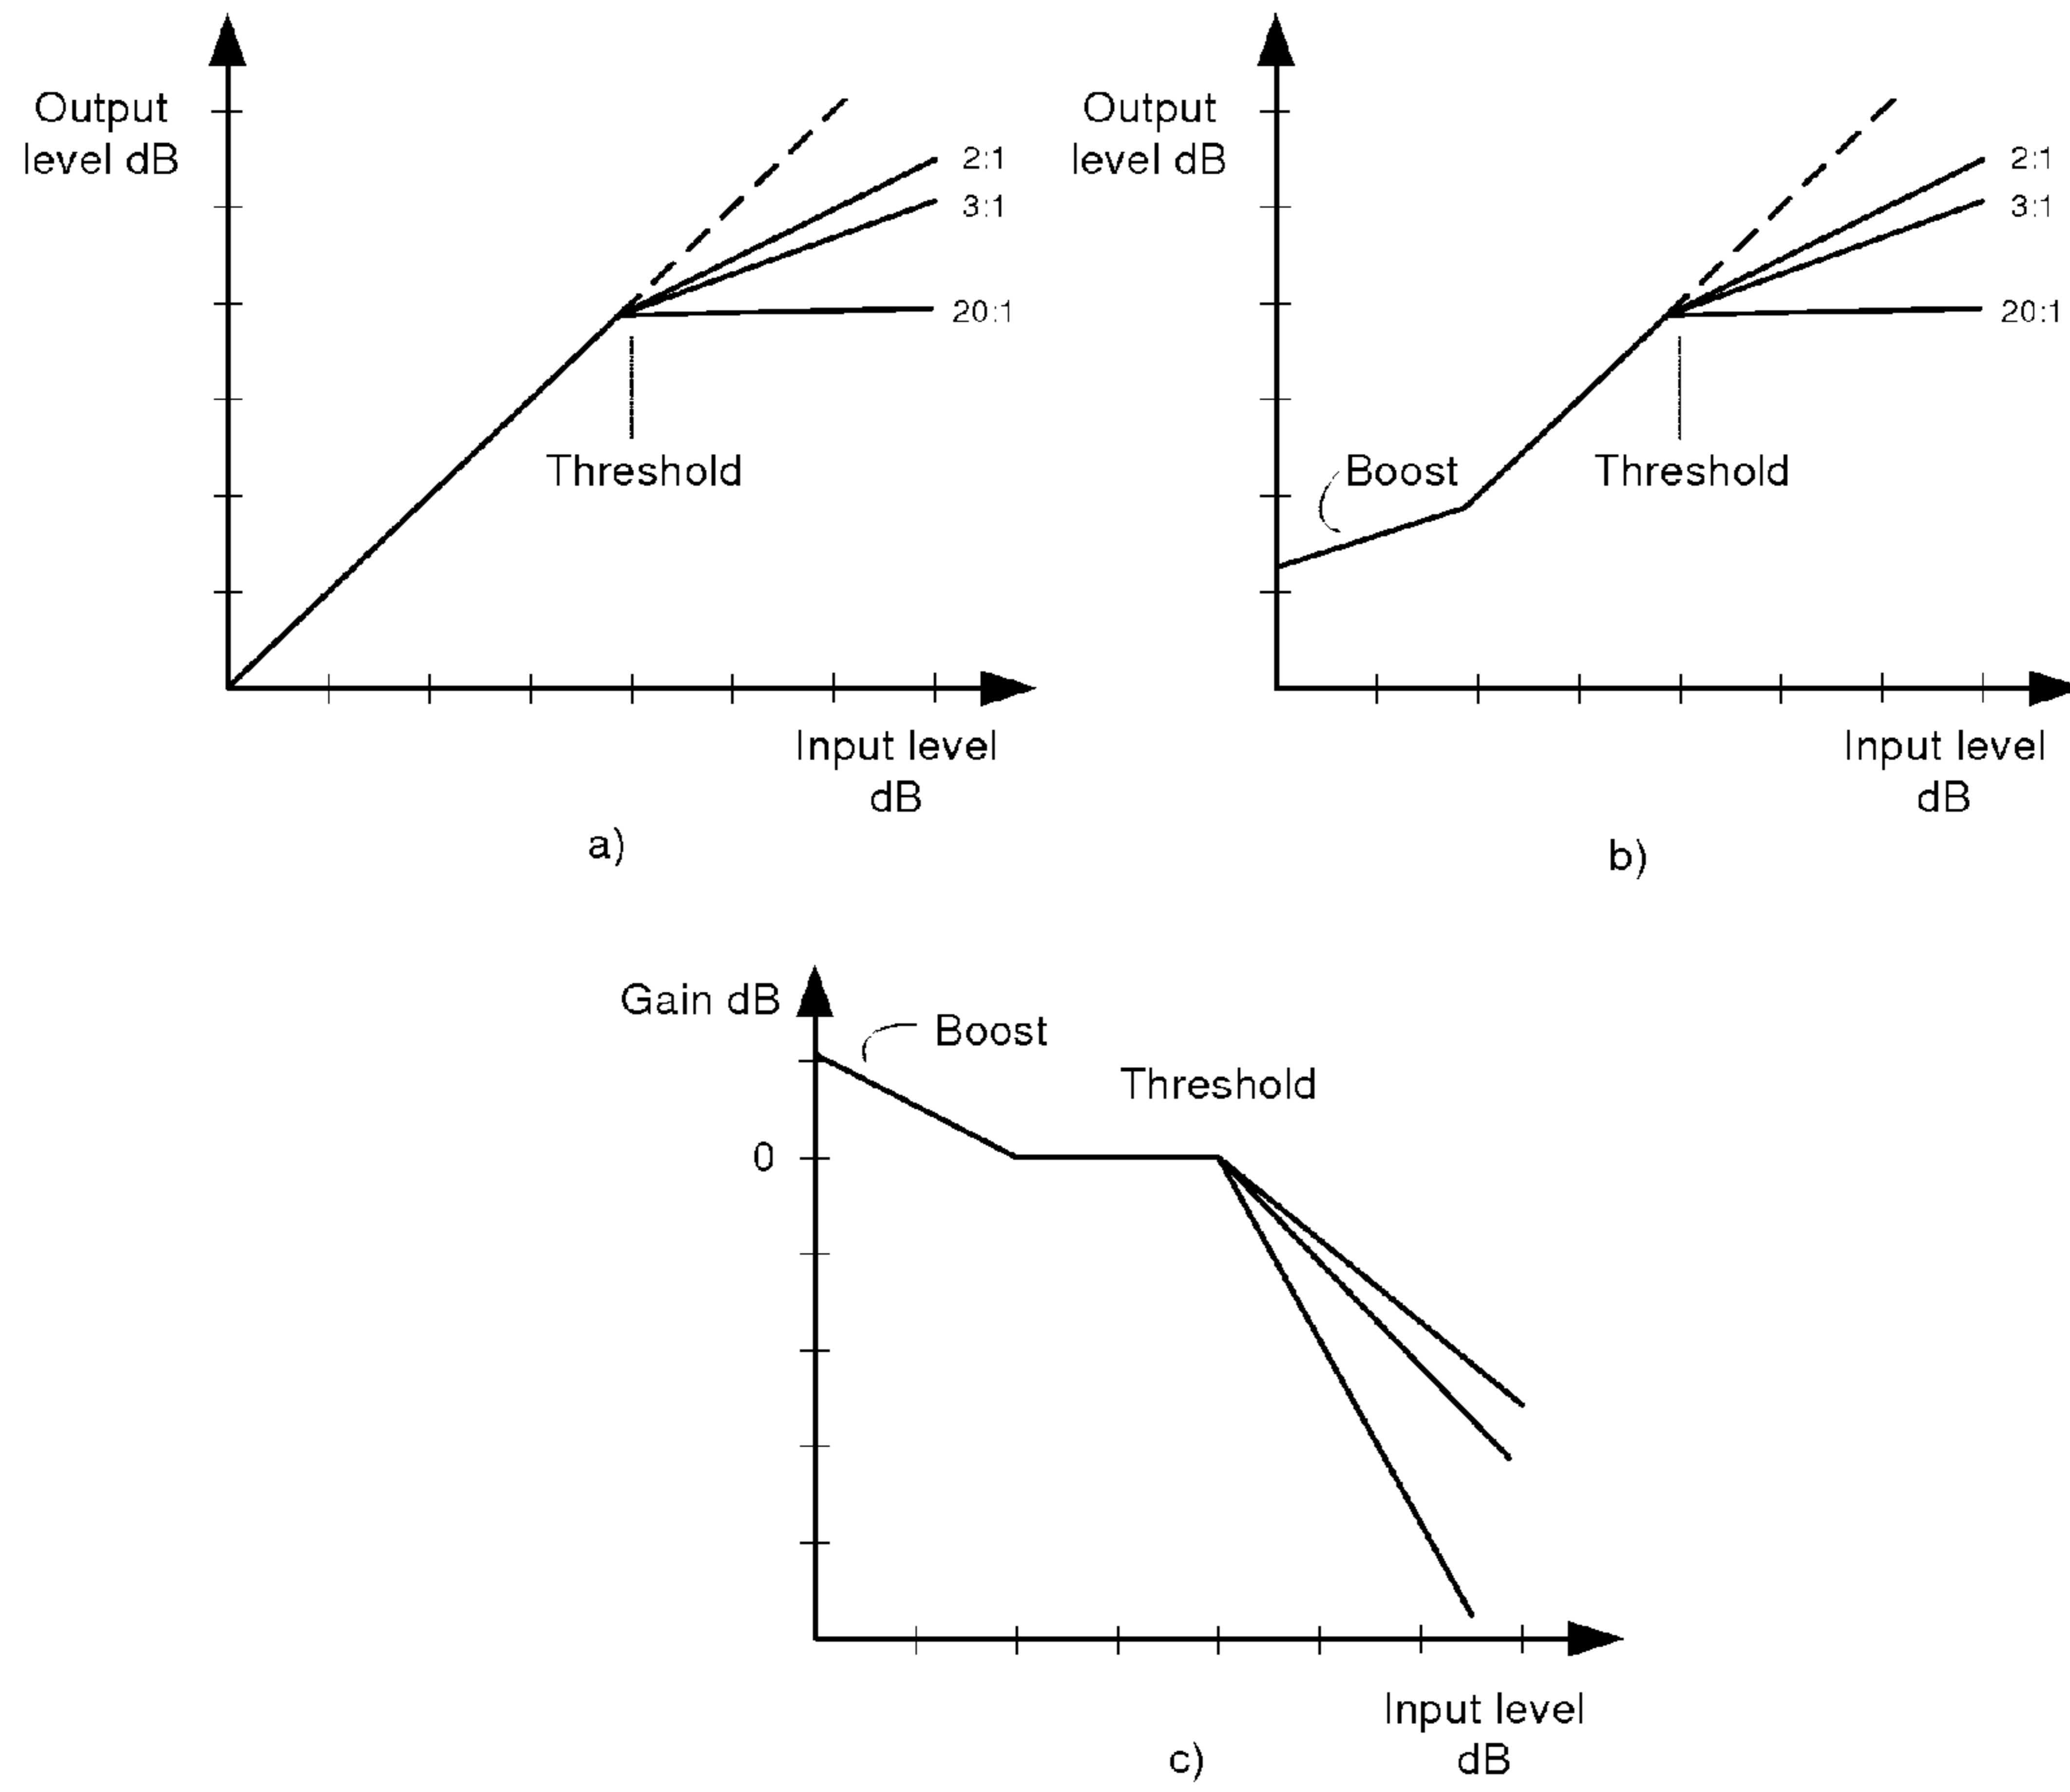 Output
level dB
2:1
3:1
20:1
Threshold
Input level
dB
a)
Output
level dB
2:1
3:1
20:1
Boost
Threshold
Input level
dB
b)
Gain dB
Boost
Threshold
0
Input level
dB
c)